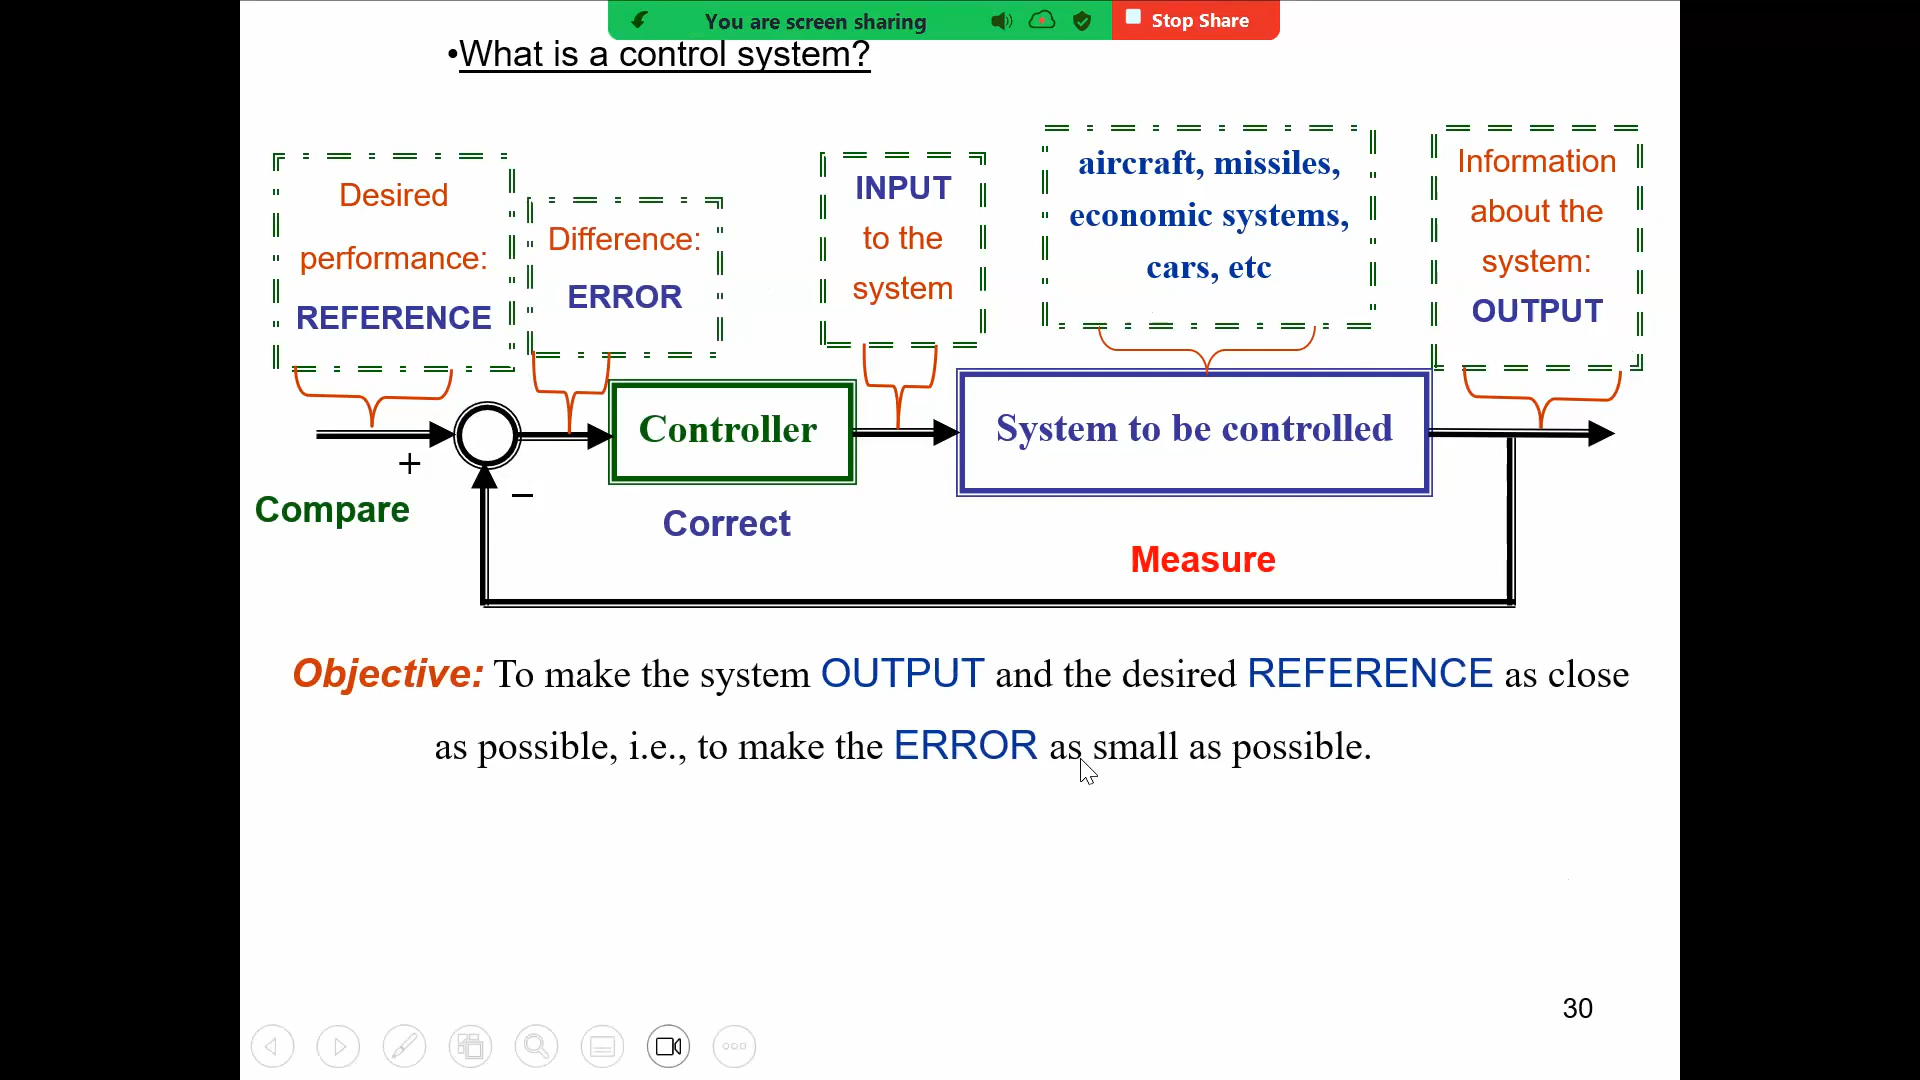 You are screen sharing
Stop Share
•What is a control system?
Desired
performance:
REFERENCE
Difference:
ERROR
INPUT
to the
system
aircraft, missiles,
economic systems,
cars, etc
Information
about the
system:
OUTPUT
Controller
System to be controlled
+
−
Compare
Correct
Measure
Objective: To make the system OUTPUT and the desired REFERENCE as close
as possible, i.e., to make the ERROR as small as possible.
30